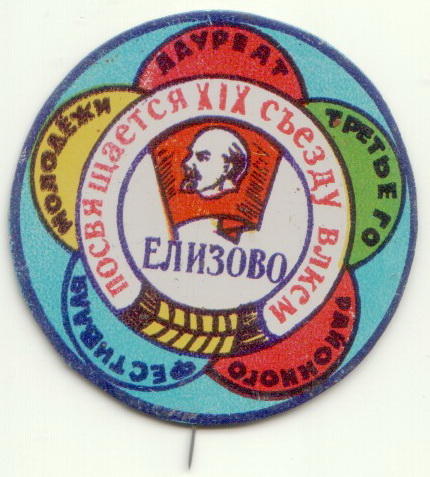 ЛАУРЕАТ
ТРЕТЬЕГО
РАЙОННОГО
ФЕСТИВАЛЯ
МОЛОДЁЖИ
ПОСВЯЩАЕТСЯ XIX СЪЕЗДУ ВЛКСМ
ЕЛИЗОВО